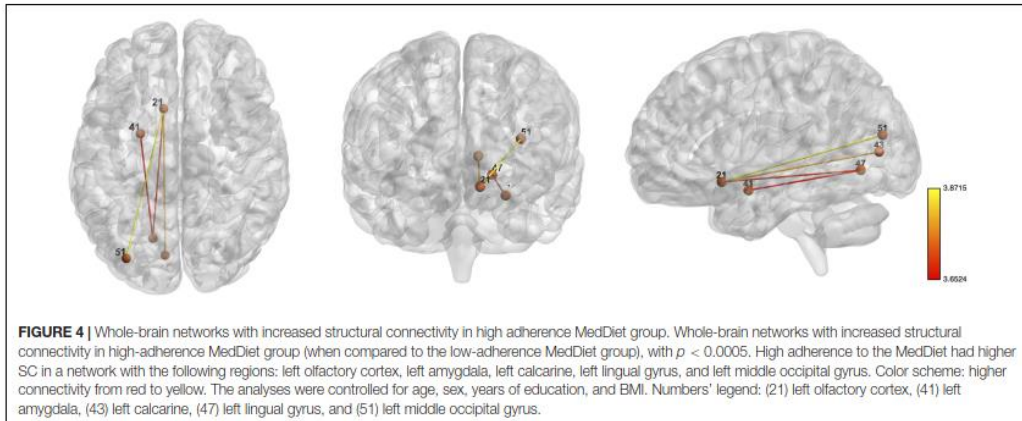 21
41
51
51
47
21
51
43
47
21
41
3.8715
3.6524
FIGURE 4 | Whole-brain networks with increased structural connectivity in high adherence MedDiet group. Whole-brain networks with increased structural
connectivity in high-adherence MedDiet group (when compared to the low-adherence MedDiet group), with p < 0.0005. High adherence to the MedDiet had higher
SC in a network with the following regions: left olfactory cortex, left amygdala, left calcarine, left lingual gyrus, and left middle occipital gyrus. Color scheme: higher
connectivity from red to yellow. The analyses were controlled for age, sex, years of education, and BMI. Numbers' legend: (21) left olfactory cortex, (41) left
amygdala, (43) left calcarine, (47) left lingual gyrus, and (51) left middle occipital gyrus.